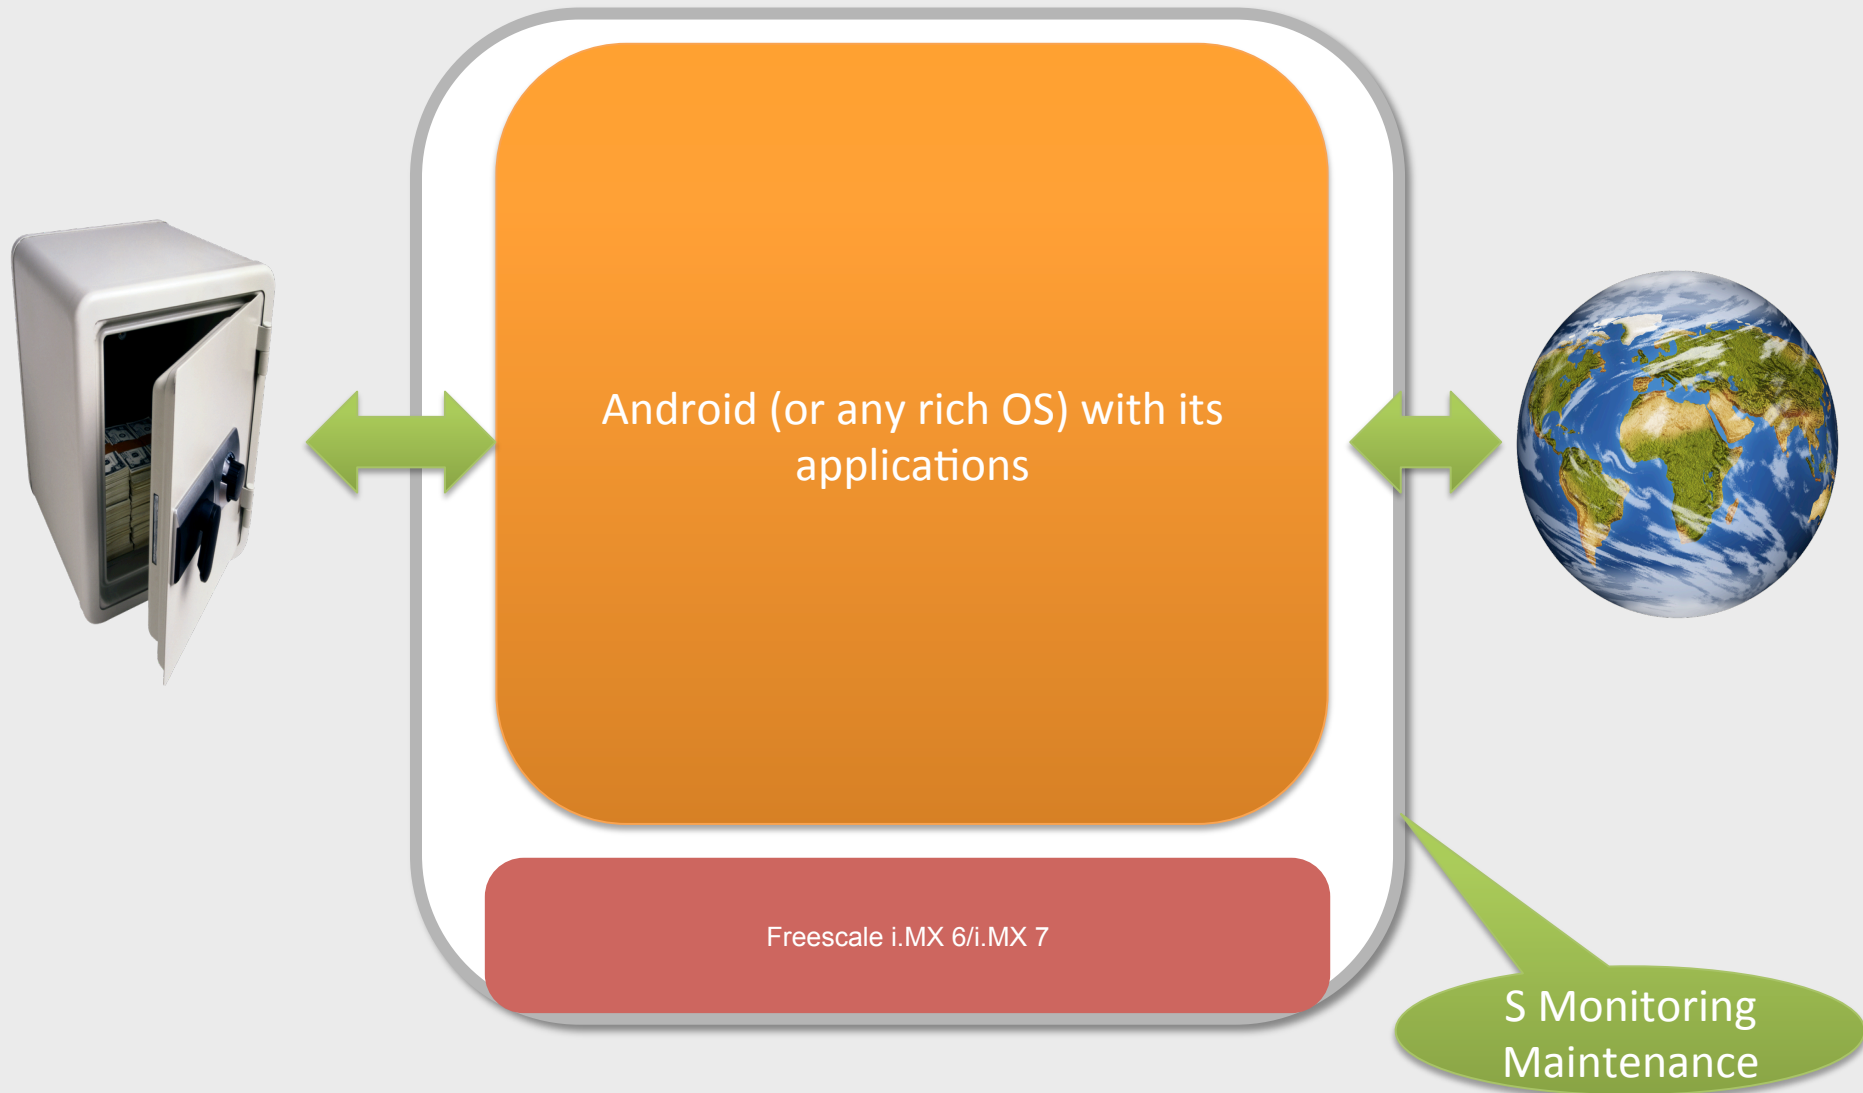 Android (or any rich OS) with its
applications
Freescale i.MX 6/i.MX 7
S Monitoring
Maintenance